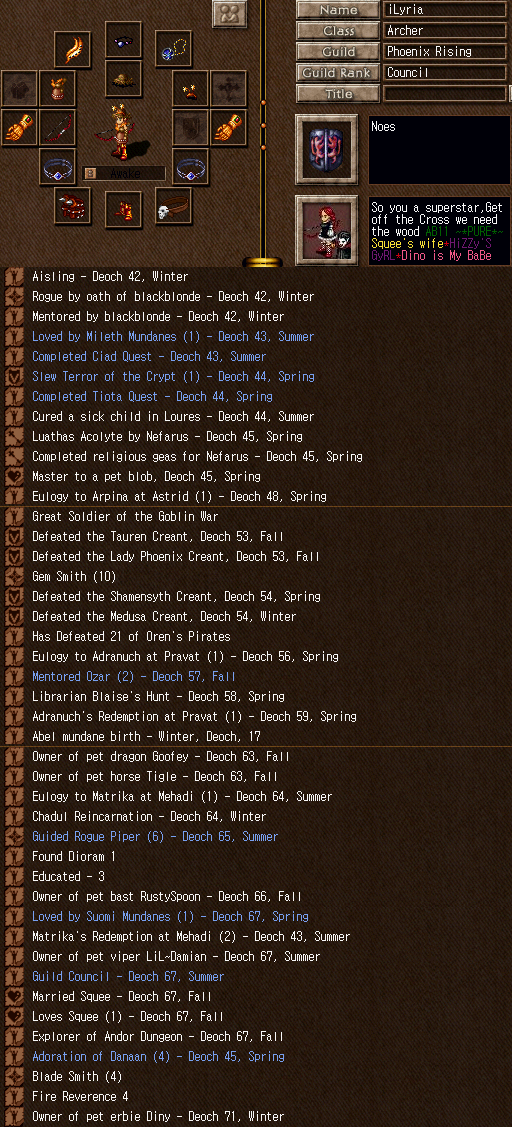 Name iLyria
Class Archer
Guild Phoenix Rising
Guild Rank Council
Title
Noes
Awake
So you a superstar,Get
off the Cross we need
the wood AB11 ~*PURE*~
Squee's wife+HiZZy'S
GyRL+Dino is My BaBe
Aisling - Deoch 42, Winter
Rogue by oath of blackblonde - Deoch 42, Winter
Mentored by blackblonde - Deoch 42, Winter
Loved by Mileth Mundanes (1) - Deoch 43, Summer
Completed Ciad Quest - Deoch 43, Summer
Slew Terror of the Crypt (1) - Deoch 44, Spring
Completed Tiota Quest - Deoch 44, Spring
Cured a sick child in Loures - Deoch 44, Summer
Luathas Acolyte by Nefarus - Deoch 45, Spring
Completed religious geas for Nefarus - Deoch 45, Spring
Master to a pet blob, Deoch 45, Spring
Eulogy to Arpina at Astrid (1) - Deoch 48, Spring
Great Soldier of the Goblin War
Defeated the Tauren Creant, Deoch 53, Fall
Defeated the Lady Phoenix Creant, Deoch 53, Fall
Gem Smith (10)
Defeated the Shamensyth Creant, Deoch 54, Spring
Defeated the Medusa Creant, Deoch 54, Winter
Has Defeated 21 of Oren's Pirates
Eulogy to Adranuch at Pravat (1) - Deoch 56, Spring
Mentored Ozar (2) - Deoch 57, Fall
Librarian Blaise's Hunt - Deoch 58, Spring
Adranuch's Redemption at Pravat (1) - Deoch 59, Spring
Abel mundane birth - Winter, Deoch, 17
Owner of pet dragon Goofey - Deoch 63, Fall
Owner of pet horse Tigle - Deoch 63, Fall
Eulogy to Matrika at Mehadi (1) - Deoch 64, Summer
Chadul Reincarnation - Deoch 64, Winter
Guided Rogue Piper (6) - Deoch 65, Summer
Found Dioram 1
Educated - 3
Owner of pet bast RustySpoon - Deoch 66, Fall
Loved by Suomi Mundanes (1) - Deoch 67, Spring
Matrika's Redemption at Mehadi (2) - Deoch 43, Summer
Owner of pet viper LiL~Damian - Deoch 67, Summer
Guild Council - Deoch 67, Summer
Married Squee - Deoch 67, Fall
Loves Squee (1) - Deoch 67, Fall
Explorer of Andor Dungeon - Deoch 67, Fall
Adoration of Danaan (4) - Deoch 45, Spring
Blade Smith (4)
Fire Reverence 4
Owner of pet erbie Diny - Deoch 71, Winter